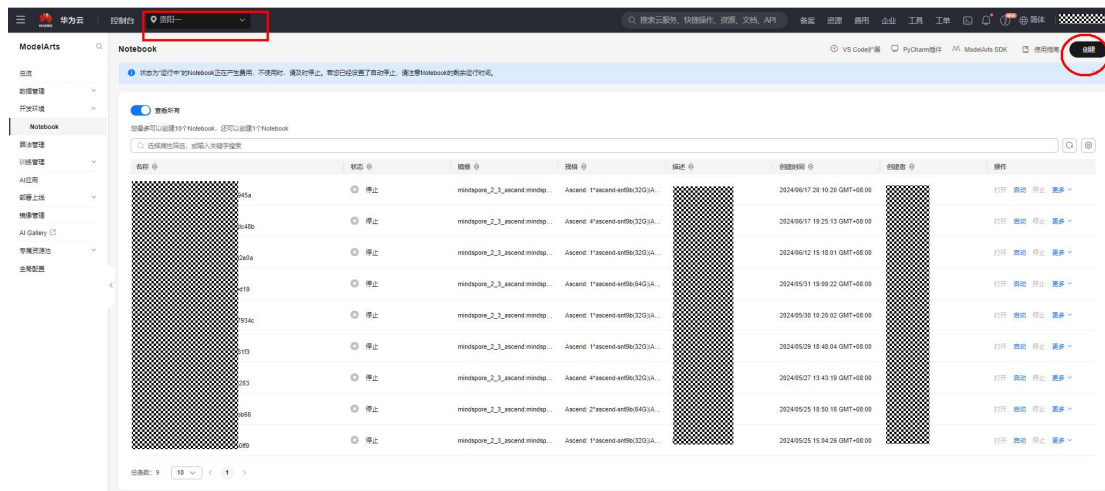 华为云 控制台 贵阳一 搜索云服务、快捷操作、资源、文档、API 备案 资源 费用 企业 工具 工单 简体
ModelArts
Notebook VS Code扩展 PyCharm插件 ModelArts SDK 使用指南 创建
状态为“运行中”的Notebook正在产生费用，不使用时，请及时停止。若您已经设置了自动停止，请注意Notebook的剩余运行时间。
总览
数据管理
开发环境
Notebook
算法管理
训练管理
AI应用
部署上线
镜像管理
AI Gallery
专属资源池
全局配置
查看所有
您最多可以创建10个Notebook，还可以创建1个Notebook
选择属性筛选，或输入关键字搜索
名称 状态 镜像 规格 描述 创建时间 创建者 操作
945a 停止 mindspore_2_3_ascend:mindsp... Ascend: 1*ascend-snt9b(32G)|A... 2024/06/17 20:10:20 GMT+08:00 打开 启动 停止 更多
dc48b 停止 mindspore_2_3_ascend:mindsp... Ascend: 4*ascend-snt9b(32G)|A... 2024/06/17 19:25:13 GMT+08:00 打开 启动 停止 更多
2e0a 停止 mindspore_2_3_ascend:mindsp... Ascend: 1*ascend-snt9b(32G)|A... 2024/06/12 15:18:01 GMT+08:00 打开 启动 停止 更多
d19 停止 mindspore_2_3_ascend:mindsp... Ascend: 1*ascend-snt9b(64G)|A... 2024/05/31 19:09:22 GMT+08:00 打开 启动 停止 更多
7934c 停止 mindspore_2_3_ascend:mindsp... Ascend: 1*ascend-snt9b(32G)|A... 2024/05/30 10:28:02 GMT+08:00 打开 启动 停止 更多
31f3 停止 mindspore_2_3_ascend:mindsp... Ascend: 1*ascend-snt9b(32G)|A... 2024/05/29 18:48:04 GMT+08:00 打开 启动 停止 更多
283 停止 mindspore_2_3_ascend:mindsp... Ascend: 4*ascend-snt9b(32G)|A... 2024/05/27 13:43:19 GMT+08:00 打开 启动 停止 更多
bb66 停止 mindspore_2_3_ascend:mindsp... Ascend: 2*ascend-snt9b(64G)|A... 2024/05/25 18:50:18 GMT+08:00 打开 启动 停止 更多
0ff9 停止 mindspore_2_3_ascend:mindsp... Ascend: 1*ascend-snt9b(32G)|A... 2024/05/25 15:04:26 GMT+08:00 打开 启动 停止 更多
总条数：9 10 1